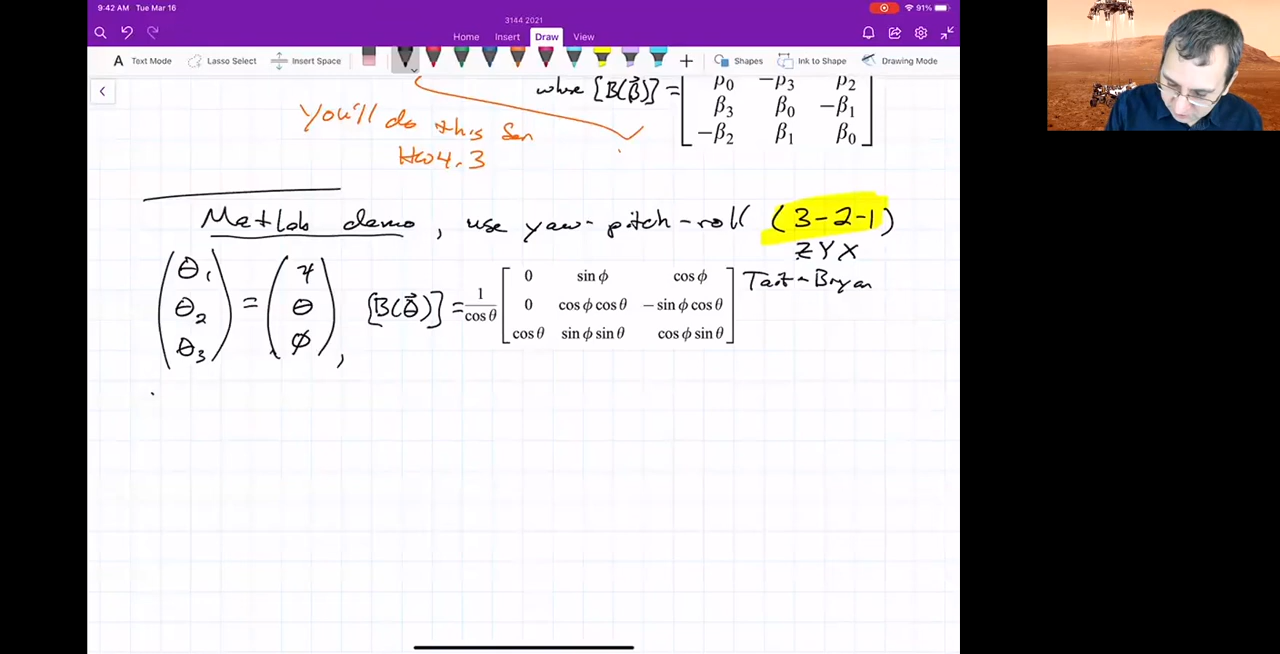 9:42 AM Tue Mar 16
91%
3144 2021
Home Insert Draw View
Text Mode Lasso Select Insert Space Shapes Ink to Shape Drawing Mode
where [B(β⃗)] =
β0 −β3 β2
β3 β0 −β1
−β2 β1 β0
You'll do this
HW 4.3
Matlab demo, use yaw-pitch-roll (3-2-1)
ZYX
Tait-Bryan
(θ1 θ2 θ3) = (ψ θ φ), [B(θ⃗)] = 1/cos θ
0 sin ϕ cos ϕ
0 cos ϕ cos θ − sin ϕ cos θ
cos θ sin ϕ sin θ cos ϕ sin θ